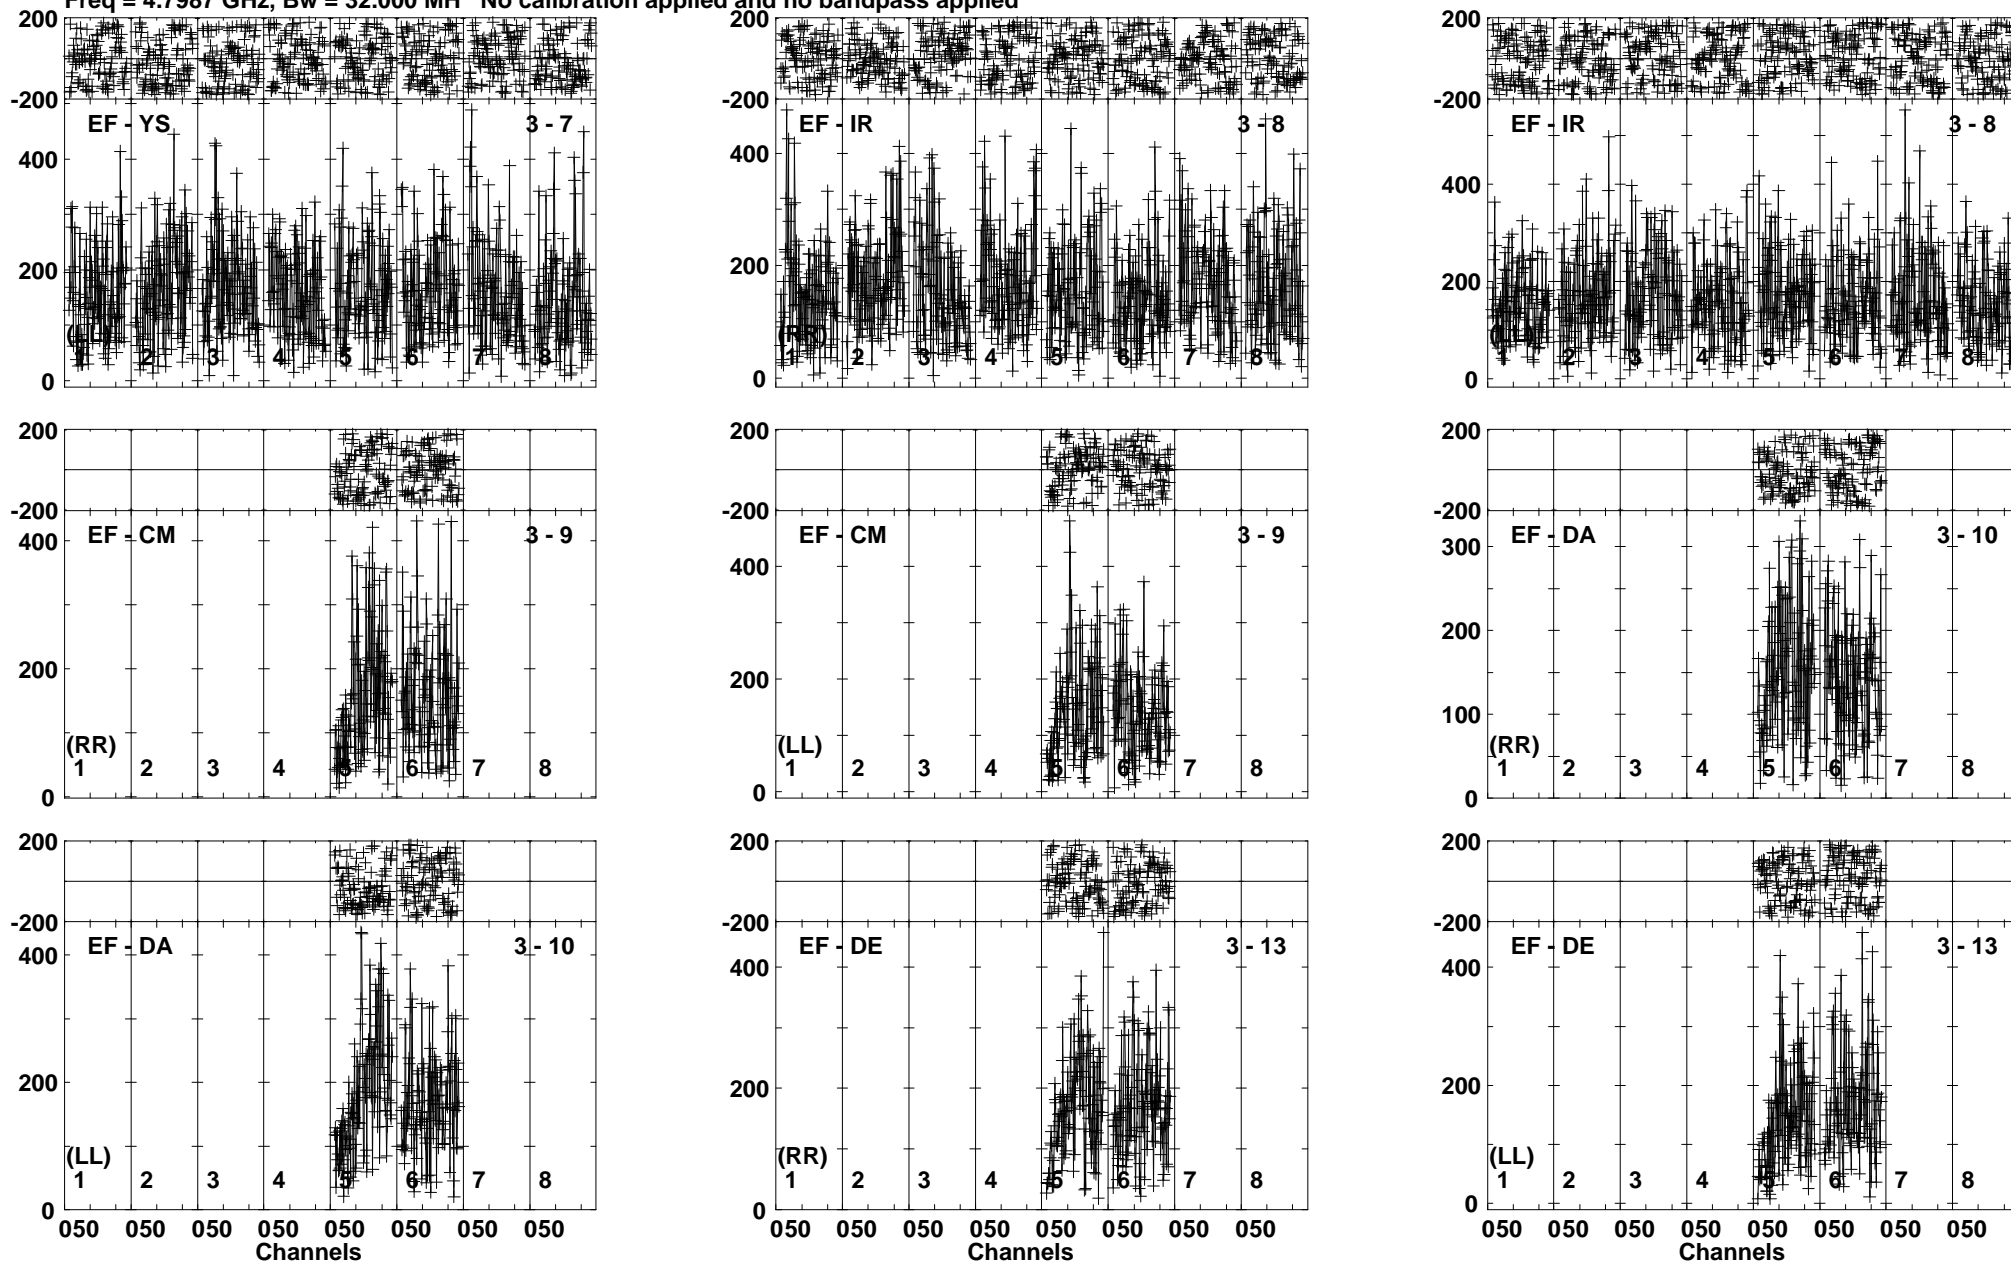 Freq = 4.7987 GHz, Bw = 32.000 MH No calibration applied and no bandpass applied
200 200 200
-200 -200 -200
EF - YS 3 - 7 EF - IR 3 - 8 EF - IR 3 - 8
400 400 400
200 200 200
(LL) (RR) (LL)
1 2 3 4 5 6 7 8 1 2 3 4 5 6 7 8 1 2 3 4 5 6 7 8
0 0 0
200 200 200
-200 -200 -200
EF - CM 3 - 9 EF - CM 3 - 9 EF - DA 3 - 10
400 400 300
200 200 200
100
(RR) (LL) (RR)
1 2 3 4 5 6 7 8 1 2 3 4 5 6 7 8 1 2 3 4 5 6 7 8
0 0 0
200 200 200
-200 -200 -200
EF - DA 3 - 10 EF - DE 3 - 13 EF - DE 3 - 13
400 400 400
200 200 200
(LL) (RR) (LL)
1 2 3 4 5 6 7 8 1 2 3 4 5 6 7 8 1 2 3 4 5 6 7 8
0 0 0
050 050 050 050 050 050 050 050 050 050 050 050 050 050 050 050 050 050 050 050 050 050 050 050
Channels Channels Channels